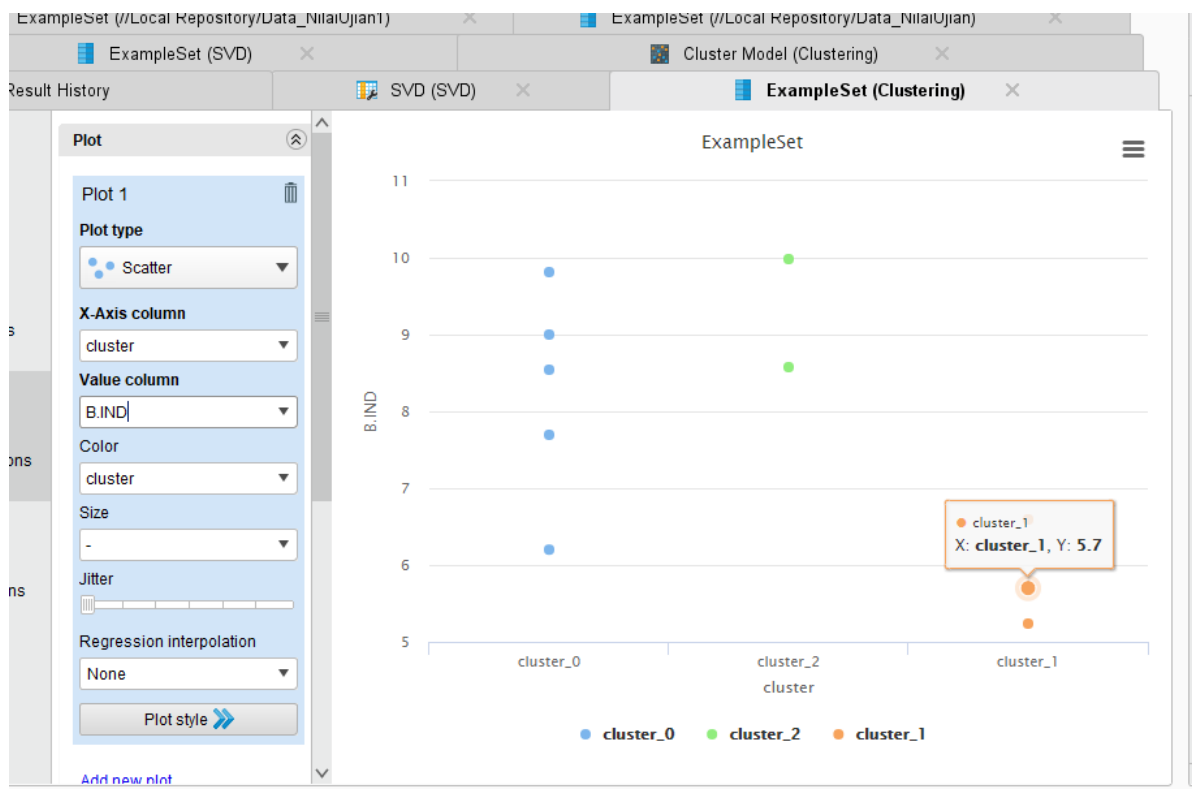 ExampleSet (//Local Repository/Data_NilaiUjian1)
ExampleSet (//Local Repository/Data_NilaiUjian)
ExampleSet (SVD)
Cluster Model (Clustering)
Result History
SVD (SVD)
ExampleSet (Clustering)
Plot
Plot 1
Plot type
Scatter
X-Axis column
cluster
Value column
B.IND
Color
cluster
Size
-
Jitter
Regression interpolation
None
Plot style
Add new plot
s
ons
ns
ExampleSet
11
10
9
8
7
6
5
B.IND
cluster_1
X: cluster_1, Y: 5.7
cluster_0 cluster_2 cluster_1
cluster
cluster_0 cluster_2 cluster_1